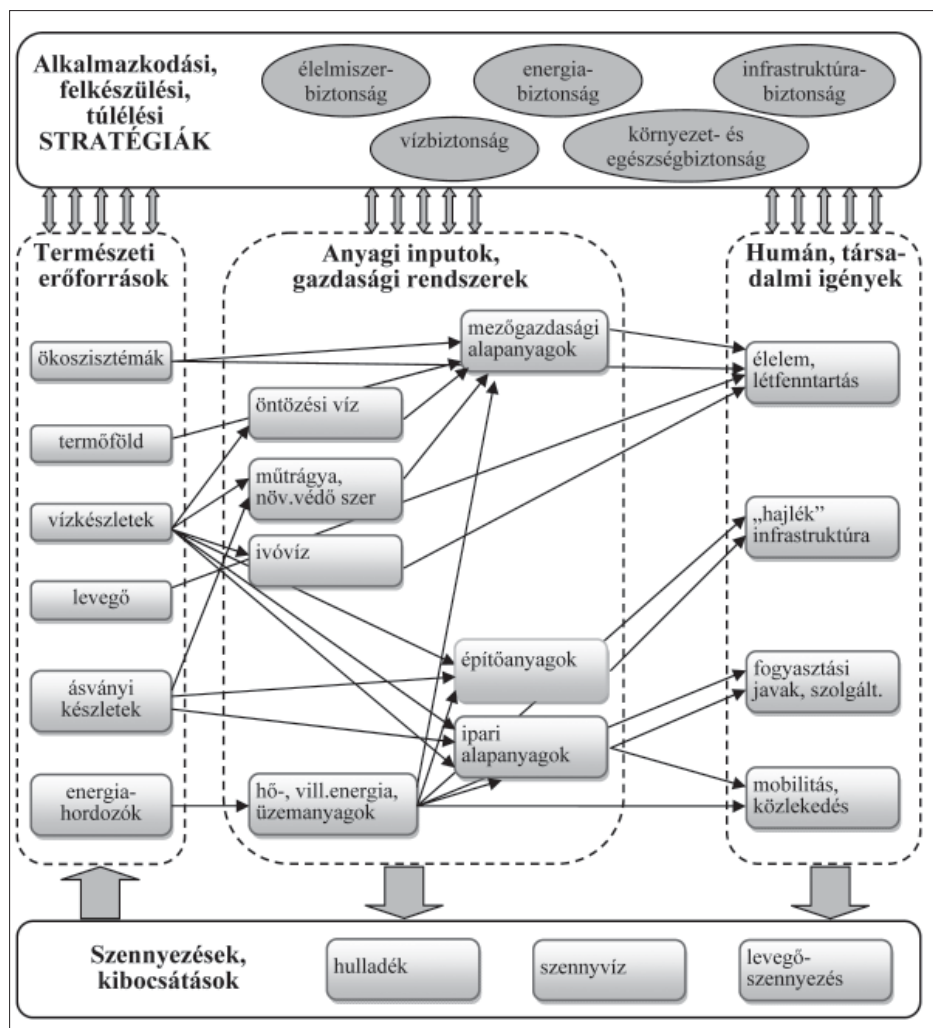 Alkalmazkodási,
felkészülési,
túlélési
STRATÉGIÁK
élelmiszer-
biztonság
energia-
biztonság
infrastruktúra-
biztonság
vízbiztonság
környezet- és
egészségbiztonság
Természeti
erőforrások
ökoszisztémák
termőföld
vízkészletek
levegő
ásványi
készletek
energia-
hordozók
Anyagi inputok,
gazdasági rendszerek
mezőgazdasági
alapanyagok
öntözési víz
műtrágya,
növ.védő szer
ivóvíz
építőanyagok
ipari
alapanyagok
hő-, vill.energia,
üzemanyagok
Humán, társa-
dalmi igények
élelem,
létfenntartás
„hajlék”
infrastruktúra
fogyasztási
javak, szolgált.
mobilitás,
közlekedés
Szennyezések,
kibocsátások
hulladék
szennyvíz
levegő-
szennyezés